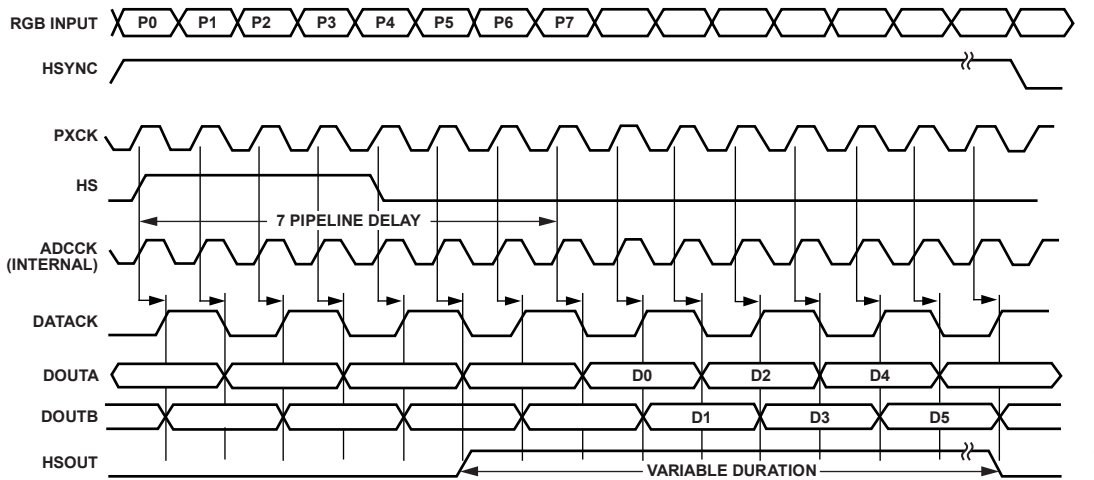 RGB INPUT P0 P1 P2 P3 P4 P5 P6 P7
HSYNC
PXCK
HS
7 PIPELINE DELAY
ADCCK
(INTERNAL)
DATACK
DOUTA D0 D2 D4
DOUTB D1 D3 D5
HSOUT VARIABLE DURATION